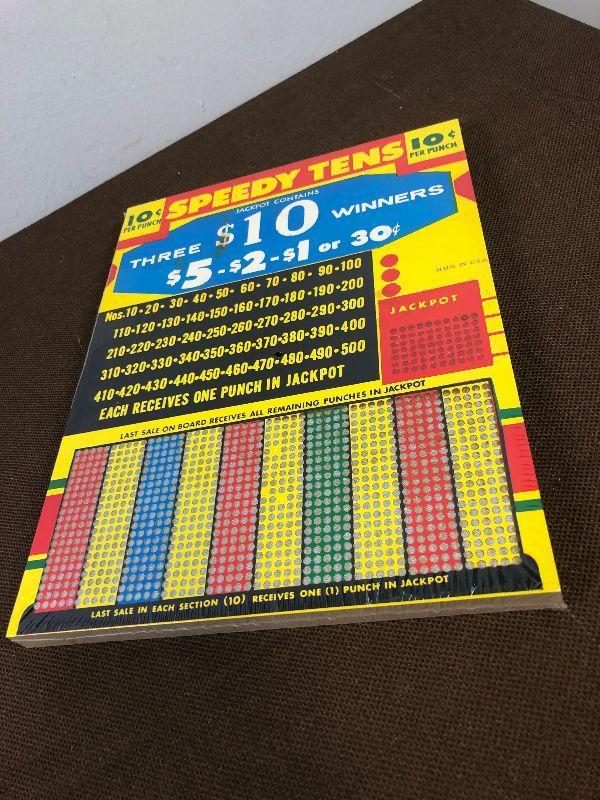 10¢ PER PUNCH SPEEDY TENS 10¢ PER PUNCH
JACKPOT CONTAINS
THREE $10 WINNERS
$5-$2-$1 or 30¢
MADE IN U.S.A.
Nos. 10•20•30•40•50•60•70•80•90•100
110•120•130•140•150•160•170•180•190•200
210•220•230•240•250•260•270•280•290•300
310•320•330•340•350•360•370•380•390•400
410•420•430•440•450•460•470•480•490•500
EACH RECEIVES ONE PUNCH IN JACKPOT
JACKPOT
LAST SALE ON BOARD RECEIVES ALL REMAINING PUNCHES IN JACKPOT
LAST SALE IN EACH SECTION (10) RECEIVES ONE (1) PUNCH IN JACKPOT